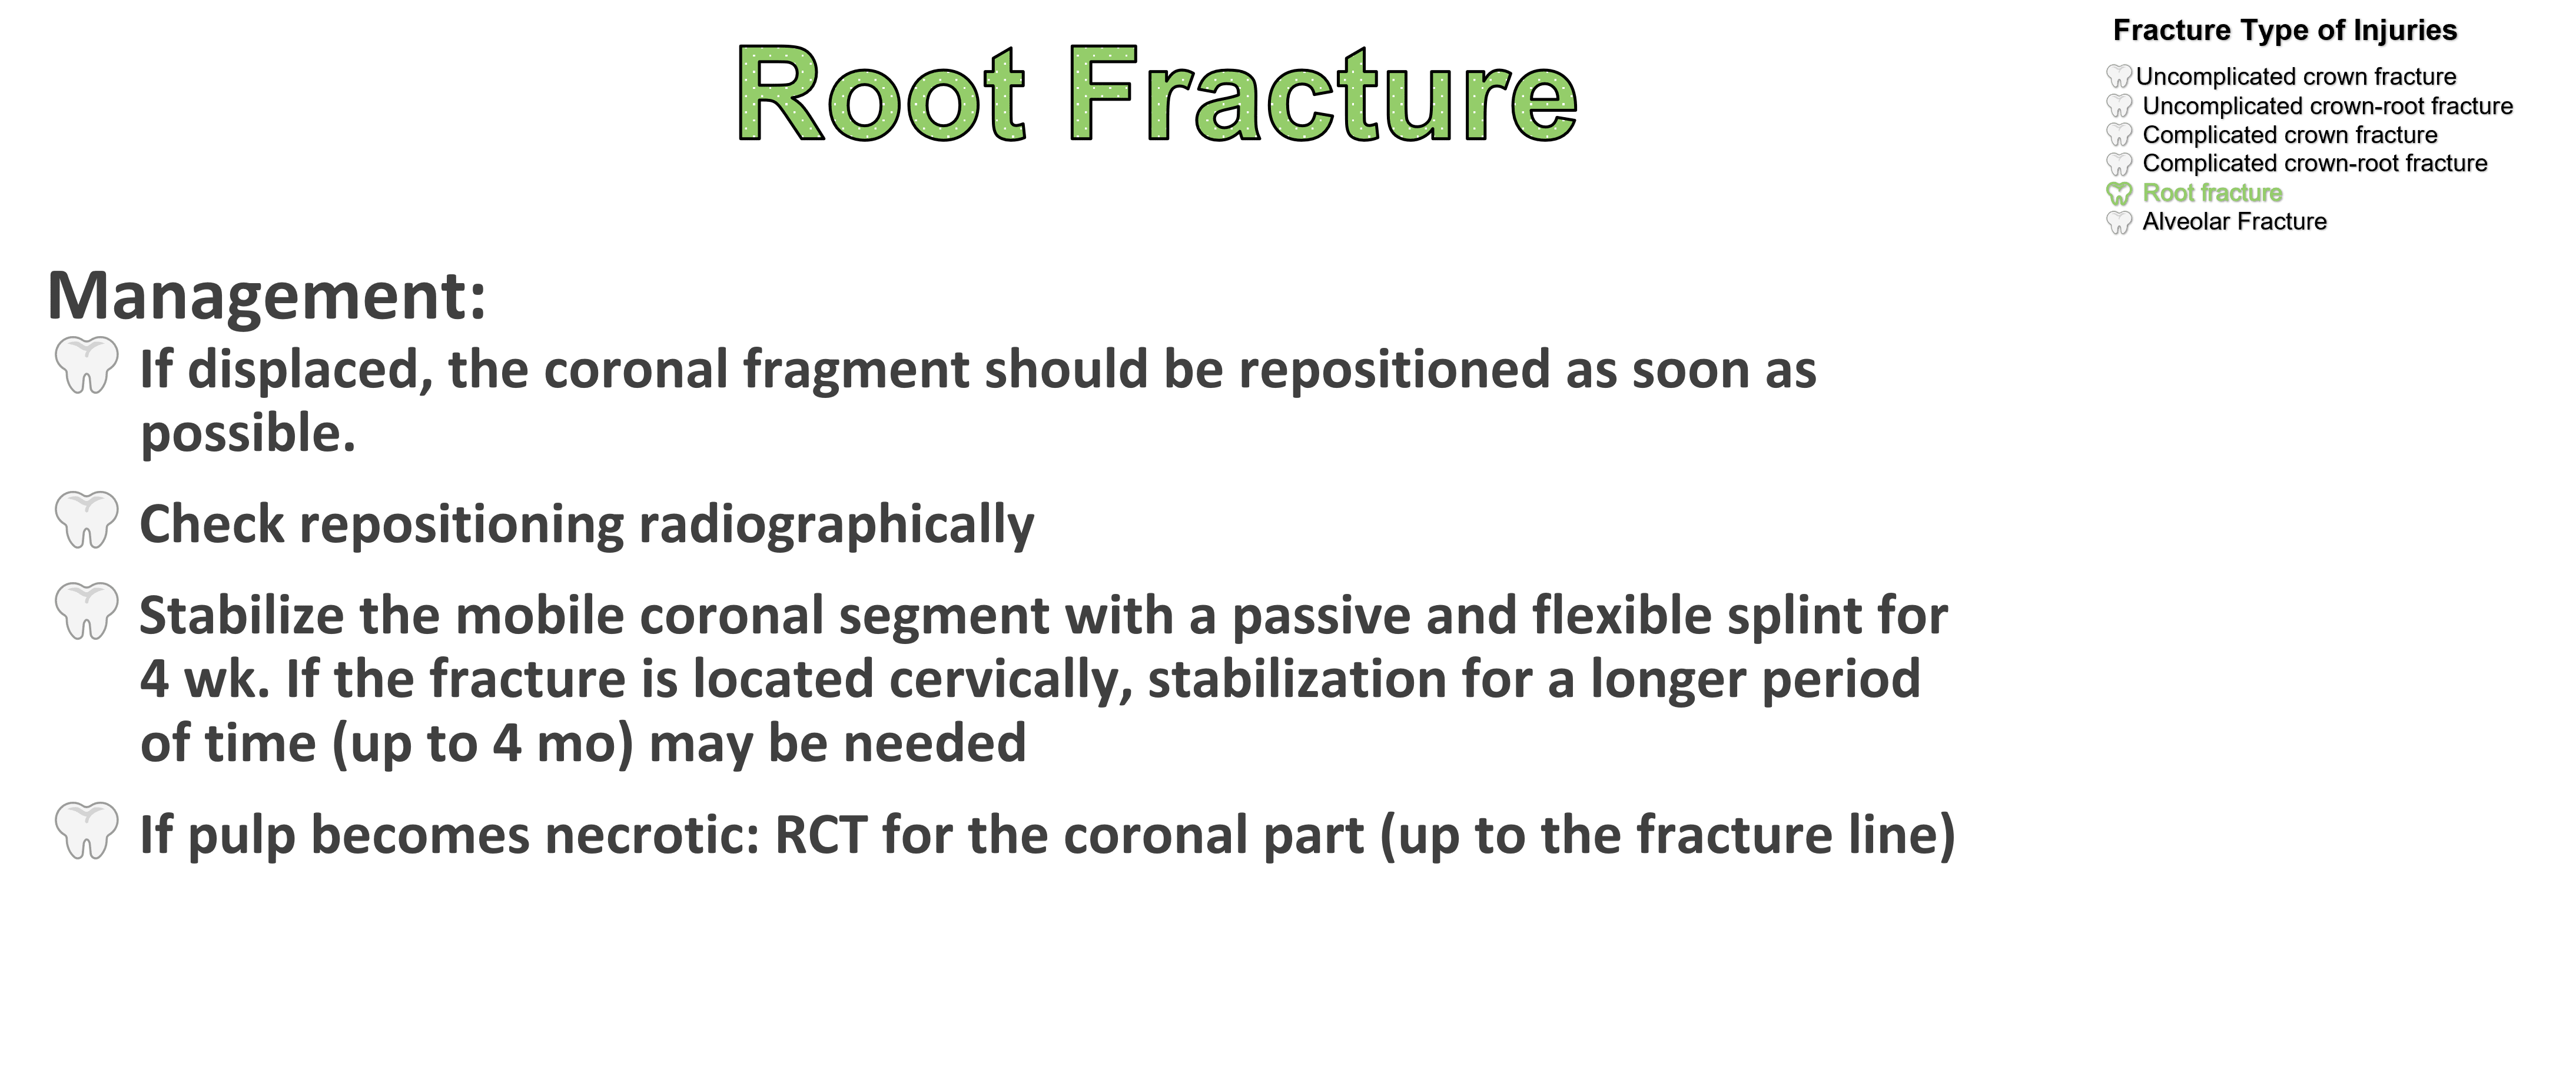 Root Fracture
Fracture Type of Injuries
Uncomplicated crown fracture
Uncomplicated crown-root fracture
Complicated crown fracture
Complicated crown-root fracture
Root fracture
Alveolar Fracture
Management:
If displaced, the coronal fragment should be repositioned as soon as
possible.
Check repositioning radiographically
Stabilize the mobile coronal segment with a passive and flexible splint for
4 wk. If the fracture is located cervically, stabilization for a longer period
of time (up to 4 mo) may be needed
If pulp becomes necrotic: RCT for the coronal part (up to the fracture line)